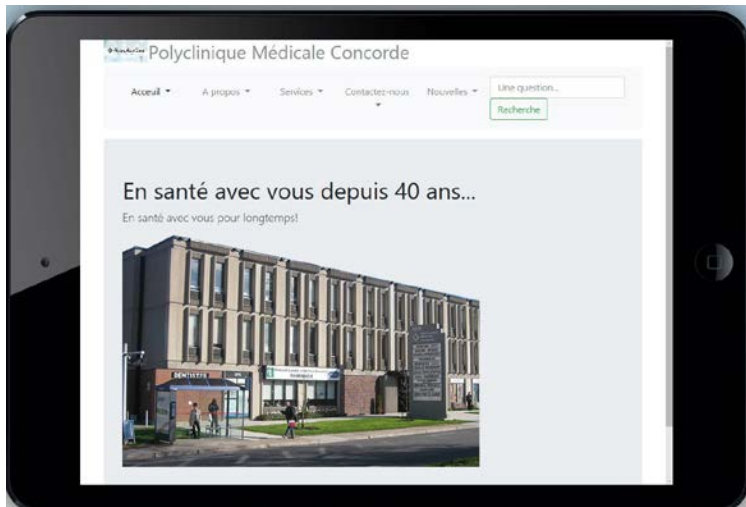 Polyclinique Médicale Concorde
Acceuil
A propos
Services
Contactez-nous
Nouvelles
Une question...
Recherche
En santé avec vous depuis 40 ans...
En santé avec vous pour longtemps!
DENTISTE